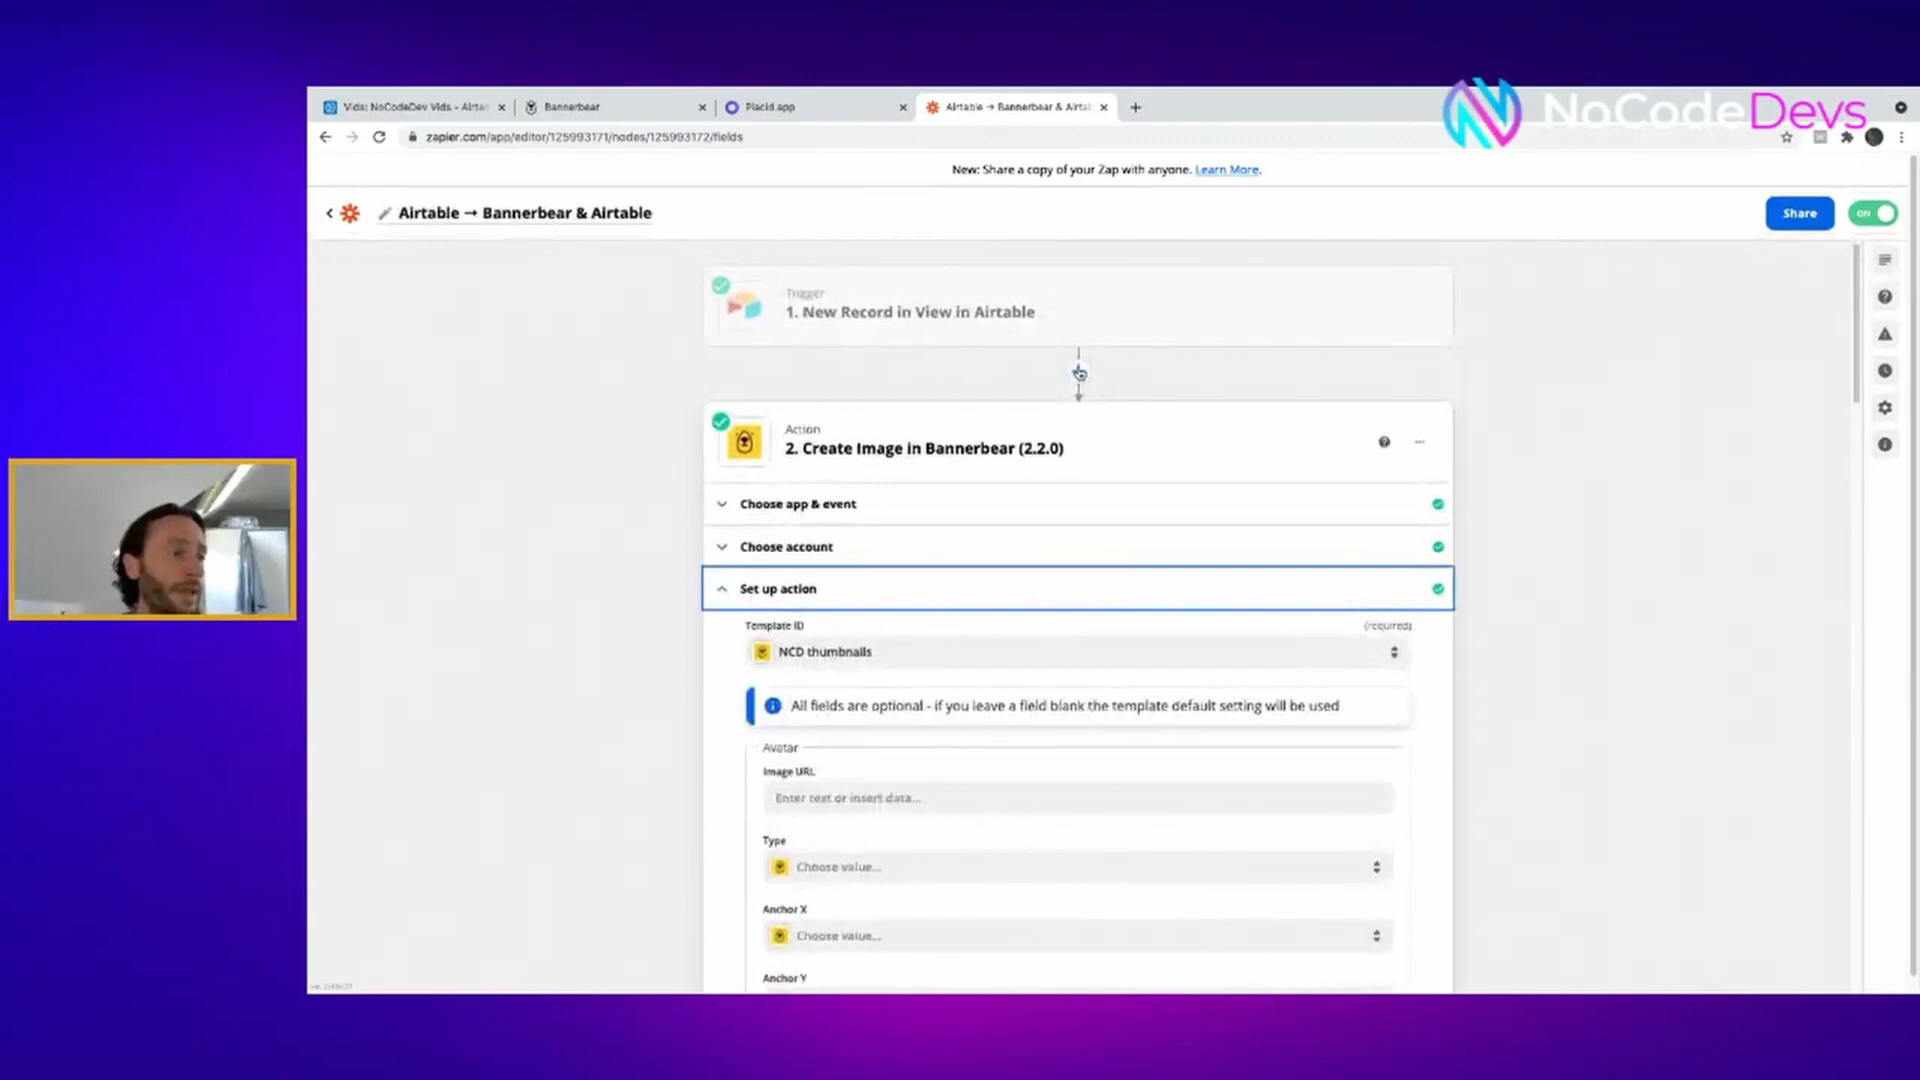 Vids: NoCodeDev Vids - Airtab
Bannerbear
Placid.app
Airtable → Bannerbear & Airtal
NoCodeDevs
zapier.com/app/editor/125993171/nodes/125993172/fields
New: Share a copy of your Zap with anyone. Learn More.
Airtable → Bannerbear & Airtable
Share
ON
Trigger
1. New Record in View in Airtable
Action
2. Create Image in Bannerbear (2.2.0)
Choose app & event
Choose account
Set up action
Template ID
(required)
NCD thumbnails
All fields are optional - if you leave a field blank the template default setting will be used
Avatar
Image URL
Enter text or insert data...
Type
Choose value...
Anchor X
Choose value...
Anchor Y